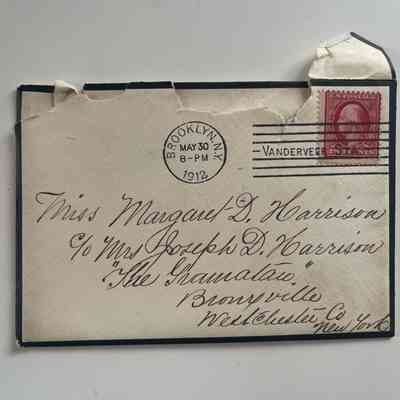 BROOKLYN, N.Y.
MAY 30
8-PM
1912
VANDERVEER
Miss Margaret D. Harrison
c/o Mrs Joseph D. Harrison
"The Gramatan."
Bronxville
Westchester Co
New York